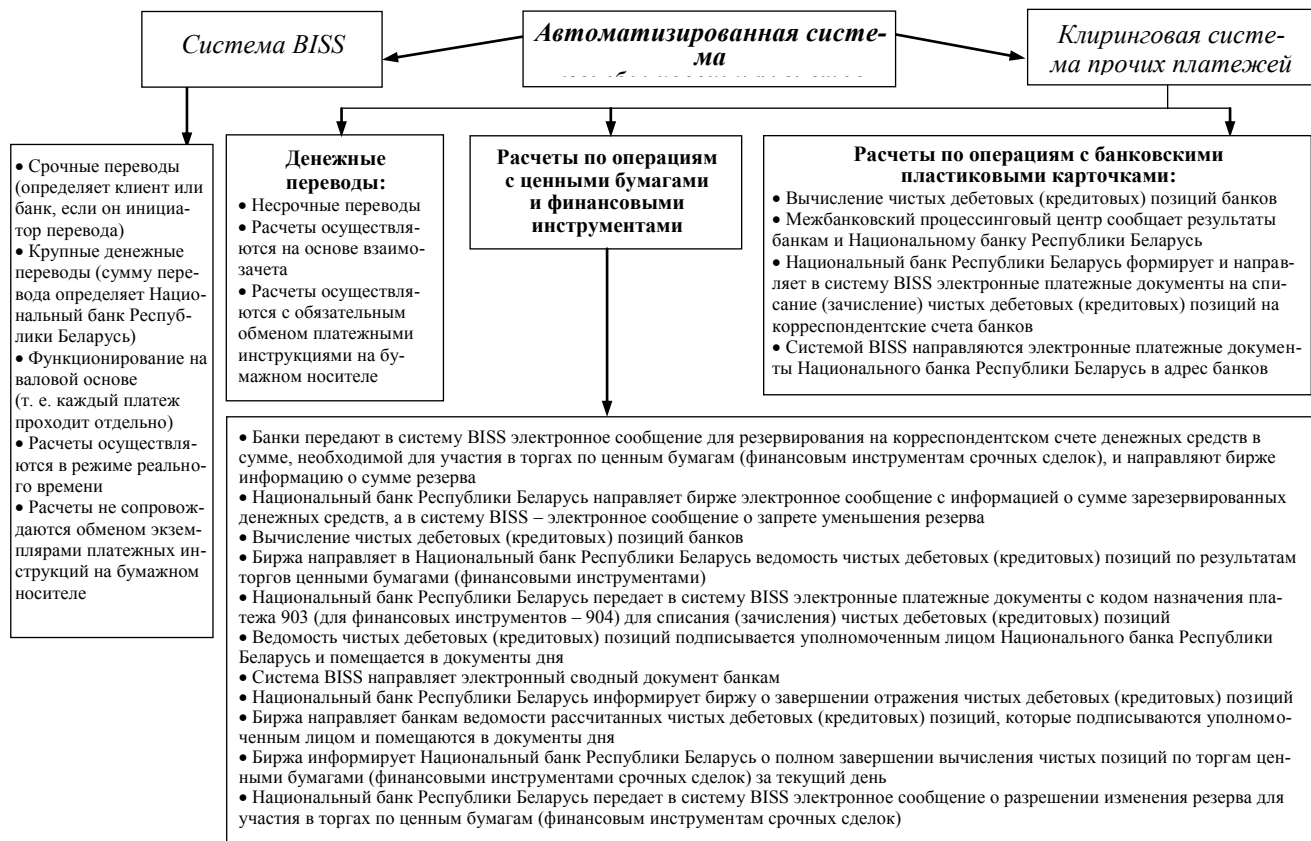 Система BISS
Автоматизированная систе-
ма
Клиринговая систе-
ма прочих платежей
• Срочные переводы
(определяет клиент или
банк, если он инициа-
тор перевода)
• Крупные денежные
переводы (сумму пере-
вода определяет Нацио-
нальный банк Респуб-
лики Беларусь)
• Функционирование на
валовой основе
(т. е. каждый платеж
проходит отдельно)
• Расчеты осуществля-
ются в режиме реально-
го времени
• Расчеты не сопровож-
даются обменом экзем-
плярами платежных ин-
струкций на бумажном
носителе
Денежные
переводы:
• Несрочные переводы
• Расчеты осуществля-
ются на основе взаимо-
зачета
• Расчеты осуществля-
ются с обязательным
обменом платежными
инструкциями на бу-
мажном носителе
Расчеты по операциям
с ценными бумагами
и финансовыми
инструментами
Расчеты по операциям с банковскими
пластиковыми карточками:
• Вычисление чистых дебетовых (кредитовых) позиций банков
• Межбанковский процессинговый центр сообщает результаты
банкам и Национальному банку Республики Беларусь
• Национальный банк Республики Беларусь формирует и направ-
ляет в систему BISS электронные платежные документы на спи-
сание (зачисление) чистых дебетовых (кредитовых) позиций на
корреспондентские счета банков
• Системой BISS направляются электронные платежные докумен-
ты Национального банка Республики Беларусь в адрес банков
• Банки передают в систему BISS электронное сообщение для резервирования на корреспондентском счете денежных средств в
сумме, необходимой для участия в торгах по ценным бумагам (финансовым инструментам срочных сделок), и направляют бирже
информацию о сумме резерва
• Национальный банк Республики Беларусь направляет бирже электронное сообщение с информацией о сумме зарезервированных
денежных средств, а в систему BISS – электронное сообщение о запрете уменьшения резерва
• Вычисление чистых дебетовых (кредитовых) позиций банков
• Биржа направляет в Национальный банк Республики Беларусь ведомость чистых дебетовых (кредитовых) позиций по результатам
торгов ценными бумагами (финансовыми инструментами)
• Национальный банк Республики Беларусь передает в систему BISS электронные платежные документы с кодом назначения пла-
тежа 903 (для финансовых инструментов – 904) для списания (зачисления) чистых дебетовых (кредитовых) позиций
• Ведомость чистых дебетовых (кредитовых) позиций подписывается уполномоченным лицом Национального банка Республики
Беларусь и помещается в документы дня
• Система BISS направляет электронный сводный документ банкам
• Национальный банк Республики Беларусь информирует биржу о завершении отражения чистых дебетовых (кредитовых) позиций
• Биржа направляет банкам ведомости рассчитанных чистых дебетовых (кредитовых) позиций, которые подписываются уполномо-
ченным лицом и помещаются в документы дня
• Биржа информирует Национальный банк Республики Беларусь о полном завершении вычисления чистых позиций по торгам цен-
ными бумагами (финансовыми инструментами срочных сделок) за текущий день
• Национальный банк Республики Беларусь передает в систему BISS электронное сообщение о разрешении изменения резерва для
участия в торгах по ценным бумагам (финансовым инструментам срочных сделок)